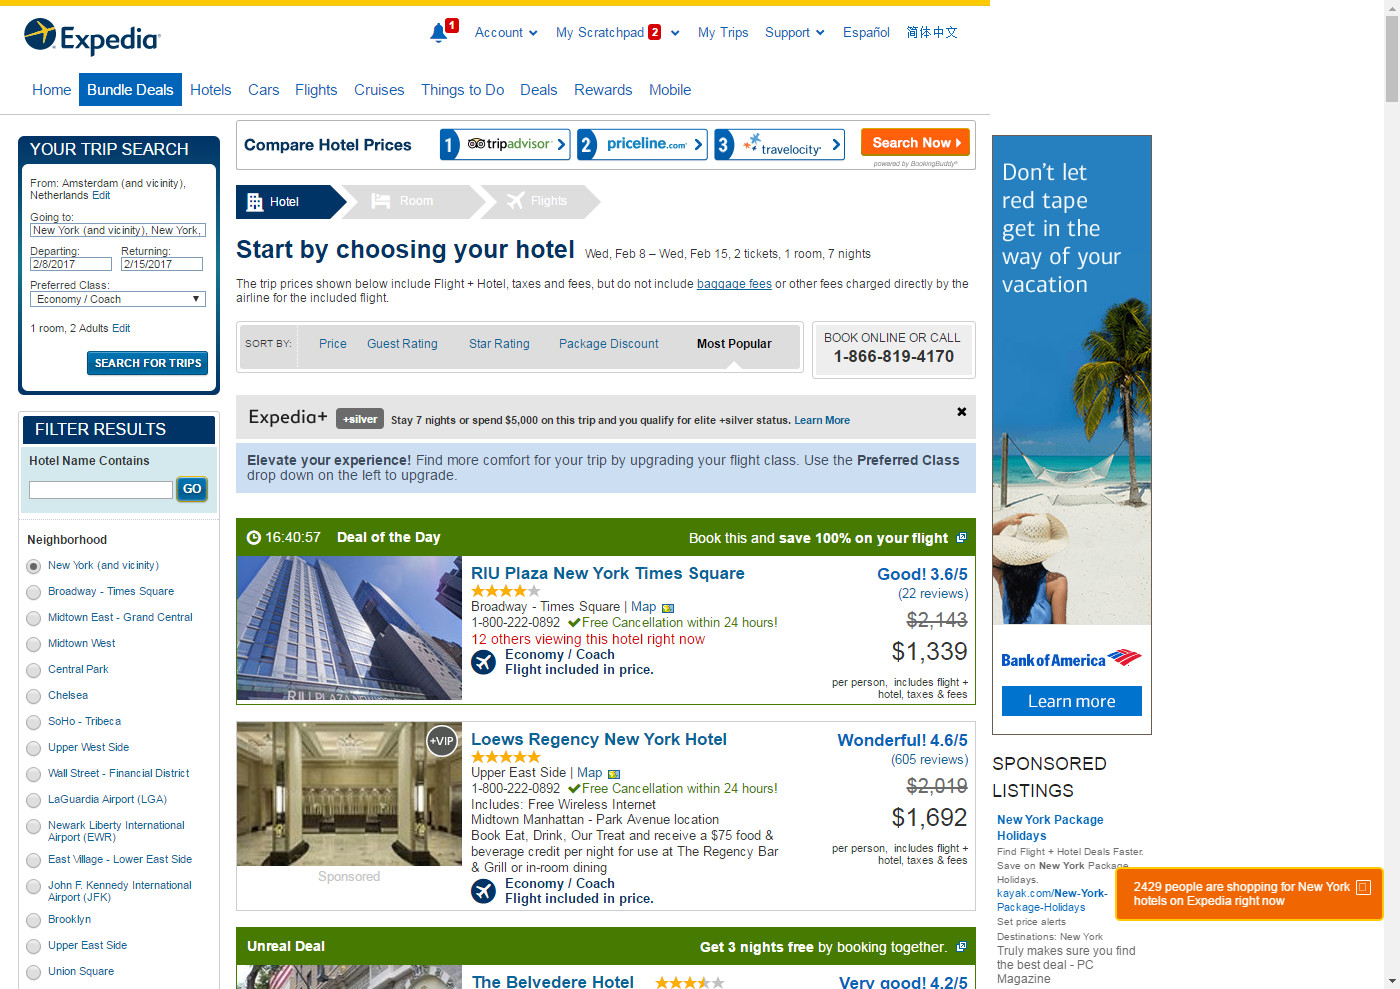 Expedia
1
Account
My Scratchpad 2
My Trips
Support
Español
简体中文
Home
Bundle Deals
Hotels
Cars
Flights
Cruises
Things to Do
Deals
Rewards
Mobile
YOUR TRIP SEARCH
From: Amsterdam (and vicinity),
Netherlands Edit
Going to:
New York (and vicinity), New York,
Departing:
Returning:
2/8/2017
2/15/2017
Preferred Class:
Economy / Coach
1 room, 2 Adults Edit
SEARCH FOR TRIPS
FILTER RESULTS
Hotel Name Contains
GO
Neighborhood
New York (and vicinity)
Broadway - Times Square
Midtown East - Grand Central
Midtown West
Central Park
Chelsea
SoHo - Tribeca
Upper West Side
Wall Street - Financial District
LaGuardia Airport (LGA)
Newark Liberty International
Airport (EWR)
East Village - Lower East Side
John F. Kennedy International
Airport (JFK)
Brooklyn
Upper East Side
Union Square
Compare Hotel Prices
1 tripadvisor
2 priceline.com
3 travelocity
Search Now
powered by BookingBuddy
Hotel
Room
Flights
Start by choosing your hotel
Wed, Feb 8 – Wed, Feb 15, 2 tickets, 1 room, 7 nights
The trip prices shown below include Flight + Hotel, taxes and fees, but do not include baggage fees or other fees charged directly by the
airline for the included flight.
SORT BY:
Price
Guest Rating
Star Rating
Package Discount
Most Popular
BOOK ONLINE OR CALL
1-866-819-4170
Expedia+ +silver Stay 7 nights or spend $5,000 on this trip and you qualify for elite +silver status. Learn More
Elevate your experience! Find more comfort for your trip by upgrading your flight class. Use the Preferred Class
drop down on the left to upgrade.
16:40:57 Deal of the Day
Book this and save 100% on your flight
RIU PLAZA NEW YORK
RIU Plaza New York Times Square
Broadway - Times Square | Map
1-800-222-0892 Free Cancellation within 24 hours!
12 others viewing this hotel right now
Economy / Coach
Flight included in price.
Good! 3.6/5
(22 reviews)
$2,143
$1,339
per person, includes flight +
hotel, taxes & fees
+VIP
Sponsored
Loews Regency New York Hotel
Upper East Side | Map
1-800-222-0892 Free Cancellation within 24 hours!
Includes: Free Wireless Internet
Midtown Manhattan - Park Avenue location
Book Eat, Drink, Our Treat and receive a $75 food &
beverage credit per night for use at The Regency Bar
& Grill or in-room dining
Economy / Coach
Flight included in price.
Wonderful! 4.6/5
(605 reviews)
$2,019
$1,692
per person, includes flight +
hotel, taxes & fees
Unreal Deal
Get 3 nights free by booking together.
The Belvedere Hotel
Very good! 4.2/5
Don't let
red tape
get in the
way of your
vacation
Bank of America
Learn more
SPONSORED
LISTINGS
New York Package
Holidays
Find Flight + Hotel Deals Faster.
Save on New York Package
Holidays.
kayak.com/New-York-
Package-Holidays
Set price alerts
Destinations: New York
Truly makes sure you find
the best deal - PC
Magazine
2429 people are shopping for New York
hotels on Expedia right now